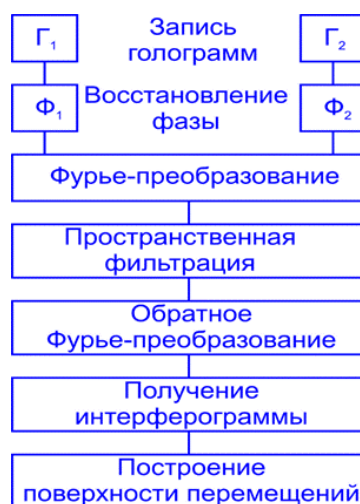 Г₁ Запись Г₂
голограмм
Ф₁ Восстановление Ф₂
фазы
Фурье-преобразование
Пространственная
фильтрация
Обратное
Фурье-преобразование
Получение
интерферограммы
Построение
поверхности перемещений